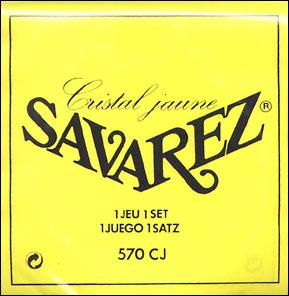 Cristal jaune
SAVAREZ®
1 JEU 1 SET
1 JUEGO 1 SATZ
570 CJ